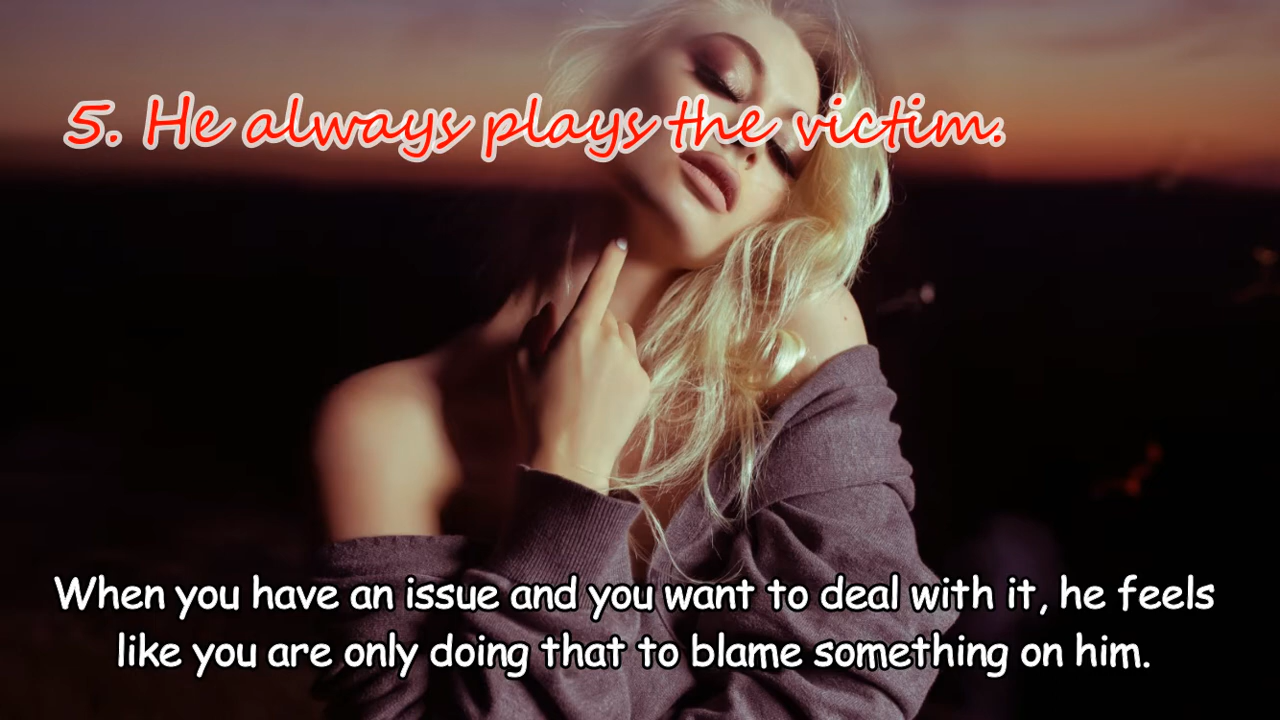 5. He always plays the victim.
When you have an issue and you want to deal with it, he feels
like you are only doing that to blame something on him.